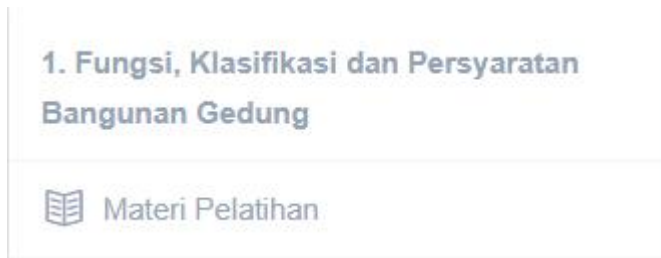 1. Fungsi, Klasifikasi dan Persyaratan
Bangunan Gedung
Materi Pelatihan